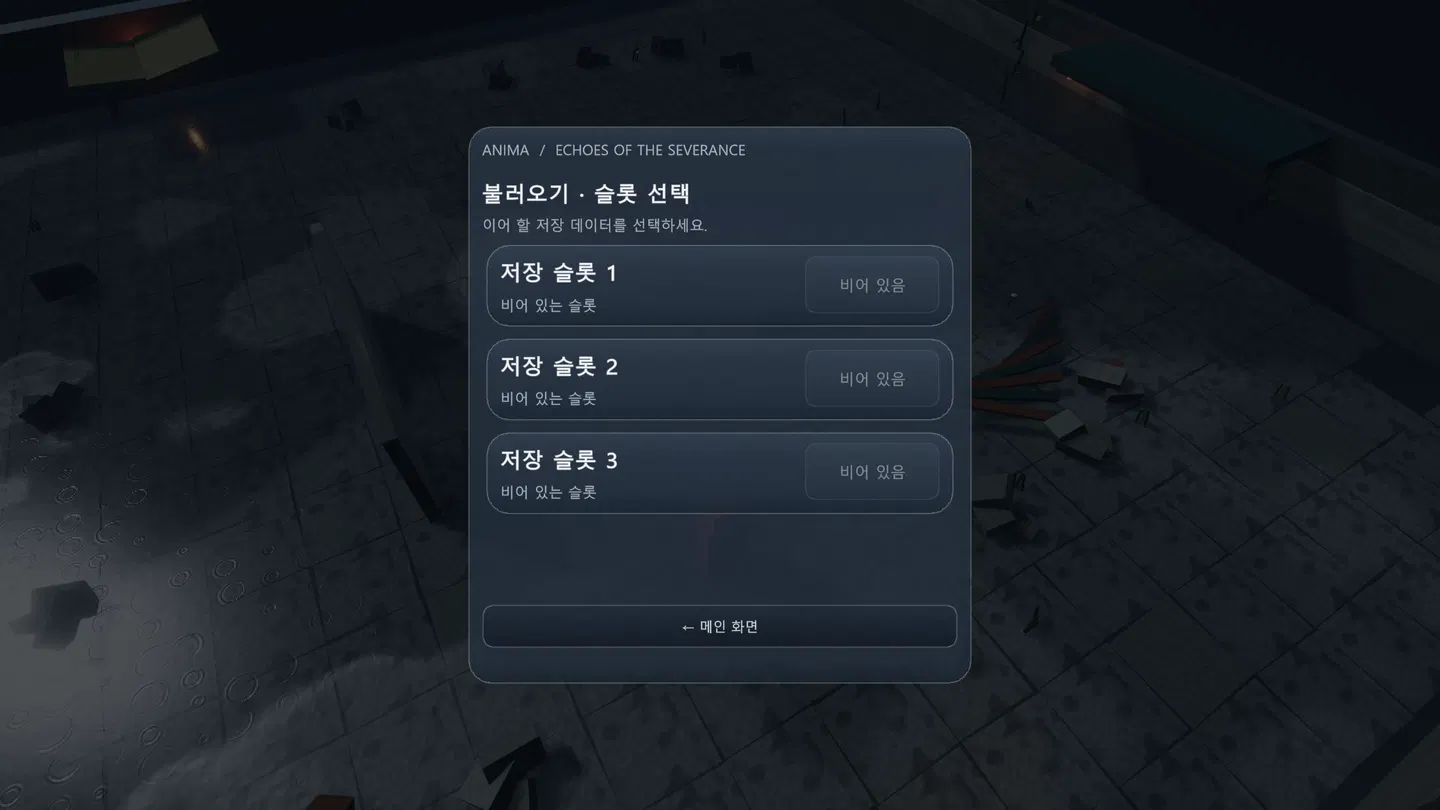 ANIMA / ECHOES OF THE SEVERANCE
불러오기 · 슬롯 선택
이어 할 저장 데이터를 선택하세요.
저장 슬롯 1
비어 있는 슬롯
비어 있음
저장 슬롯 2
비어 있는 슬롯
비어 있음
저장 슬롯 3
비어 있는 슬롯
비어 있음
← 메인 화면